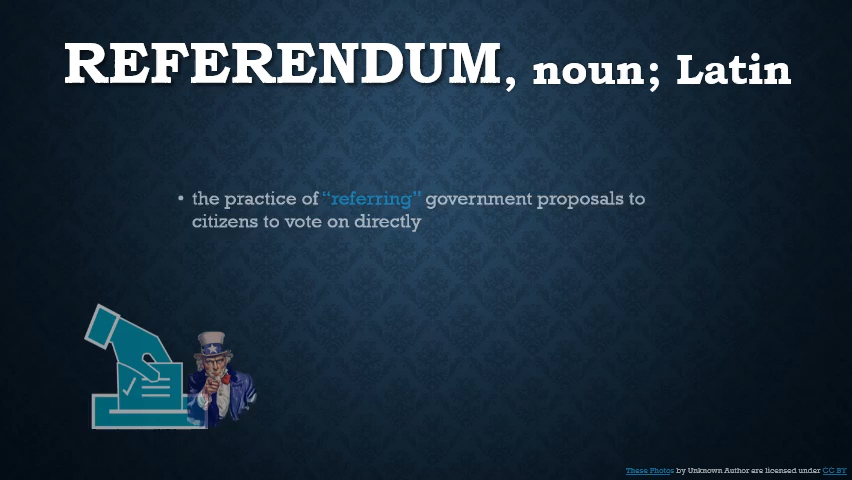 REFERENDUM, noun; Latin
• the practice of “referring” government proposals to
citizens to vote on directly
These Photos by Unknown Author are licensed under CC BY